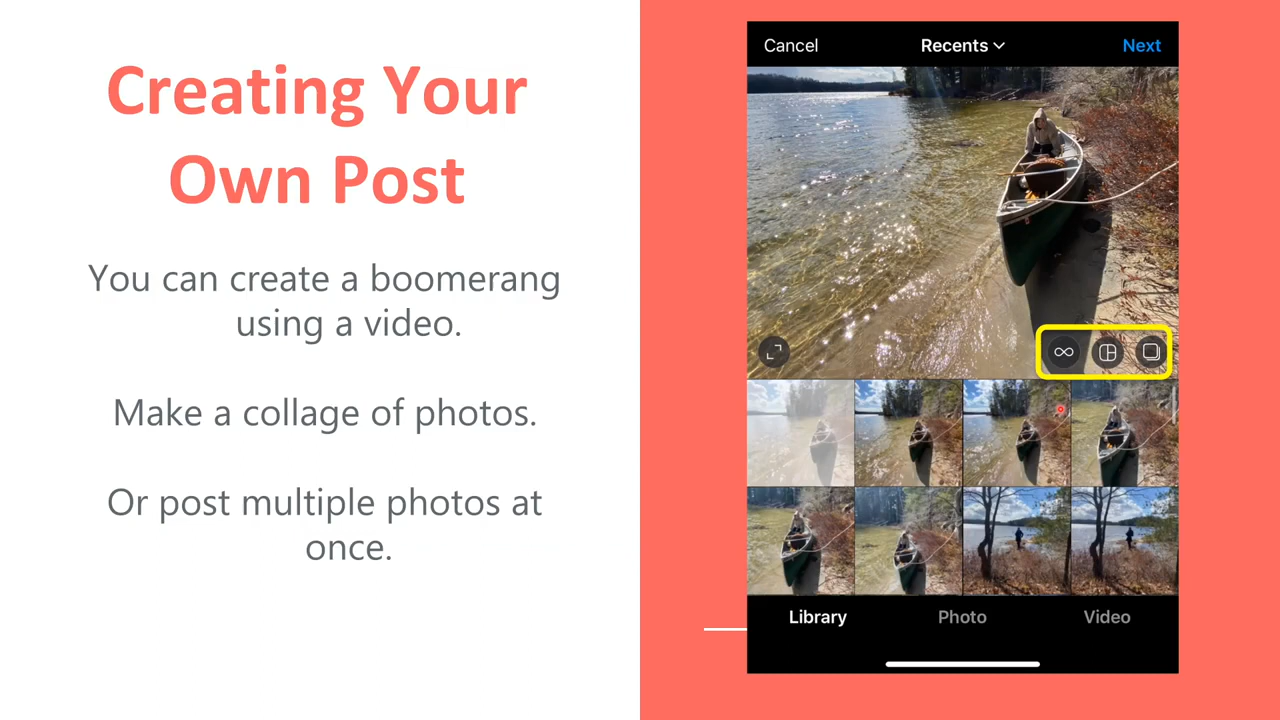 Creating Your
Own Post
You can create a boomerang
using a video.
Make a collage of photos.
Or post multiple photos at
once.
Cancel
Recents
Next
Library
Photo
Video